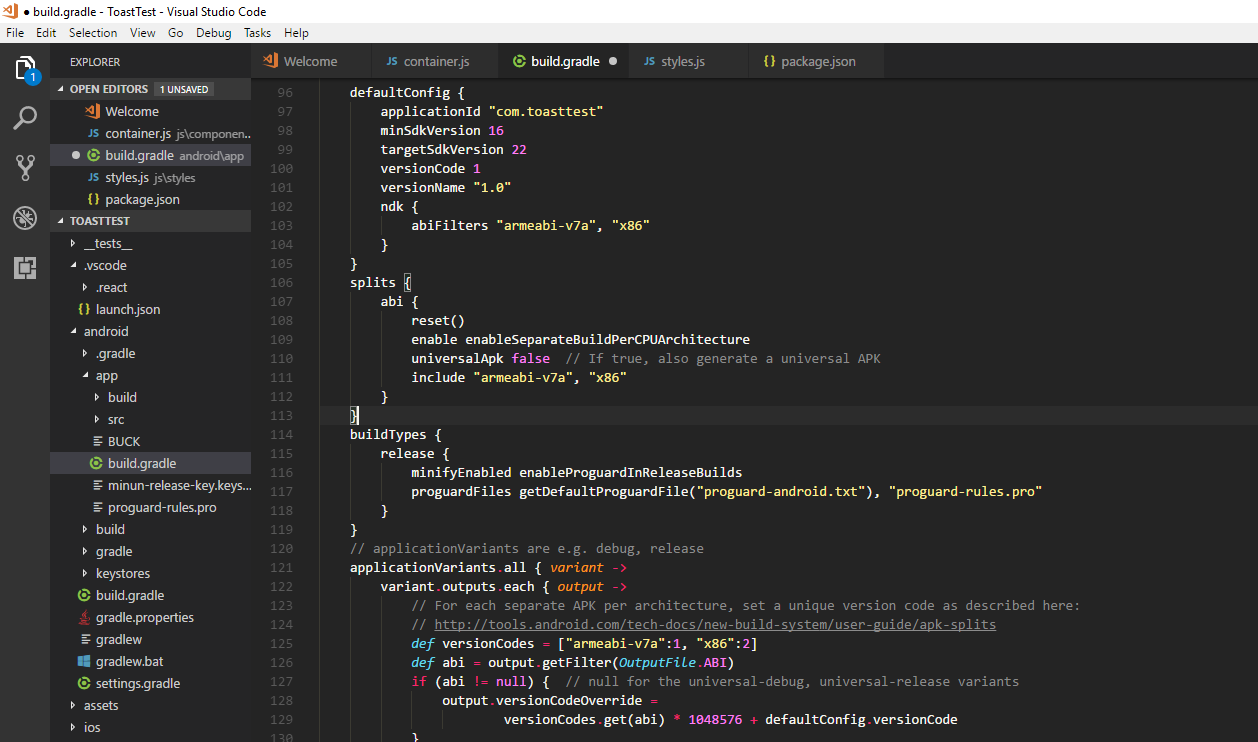 ● build.gradle - ToastTest - Visual Studio Code
File Edit Selection View Go Debug Tasks Help
1
EXPLORER
OPEN EDITORS 1 UNSAVED
Welcome
JS container.js js\componen...
● build.gradle android\app
JS styles.js js\styles
{} package.json
TOASTTEST
__tests__
.vscode
.react
{} launch.json
android
.gradle
app
build
src
BUCK
build.gradle
minun-release-key.keys...
proguard-rules.pro
build
gradle
keystores
build.gradle
gradle.properties
gradlew
gradlew.bat
settings.gradle
assets
ios
Welcome JS container.js build.gradle ● JS styles.js {} package.json
96 defaultConfig {
97 applicationId "com.toasttest"
98 minSdkVersion 16
99 targetSdkVersion 22
100 versionCode 1
101 versionName "1.0"
102 ndk {
103 abiFilters "armeabi-v7a", "x86"
104 }
105 }
106 splits {
107 abi {
108 reset()
109 enable enableSeparateBuildPerCPUArchitecture
110 universalApk false // If true, also generate a universal APK
111 include "armeabi-v7a", "x86"
112 }
113 }
114 buildTypes {
115 release {
116 minifyEnabled enableProguardInReleaseBuilds
117 proguardFiles getDefaultProguardFile("proguard-android.txt"), "proguard-rules.pro"
118 }
119 }
120 // applicationVariants are e.g. debug, release
121 applicationVariants.all { variant ->
122 variant.outputs.each { output ->
123 // For each separate APK per architecture, set a unique version code as described here:
124 // http://tools.android.com/tech-docs/new-build-system/user-guide/apk-splits
125 def versionCodes = ["armeabi-v7a":1, "x86":2]
126 def abi = output.getFilter(OutputFile.ABI)
127 if (abi != null) { // null for the universal-debug, universal-release variants
128 output.versionCodeOverride =
129 versionCodes.get(abi) * 1048576 + defaultConfig.versionCode
130 }